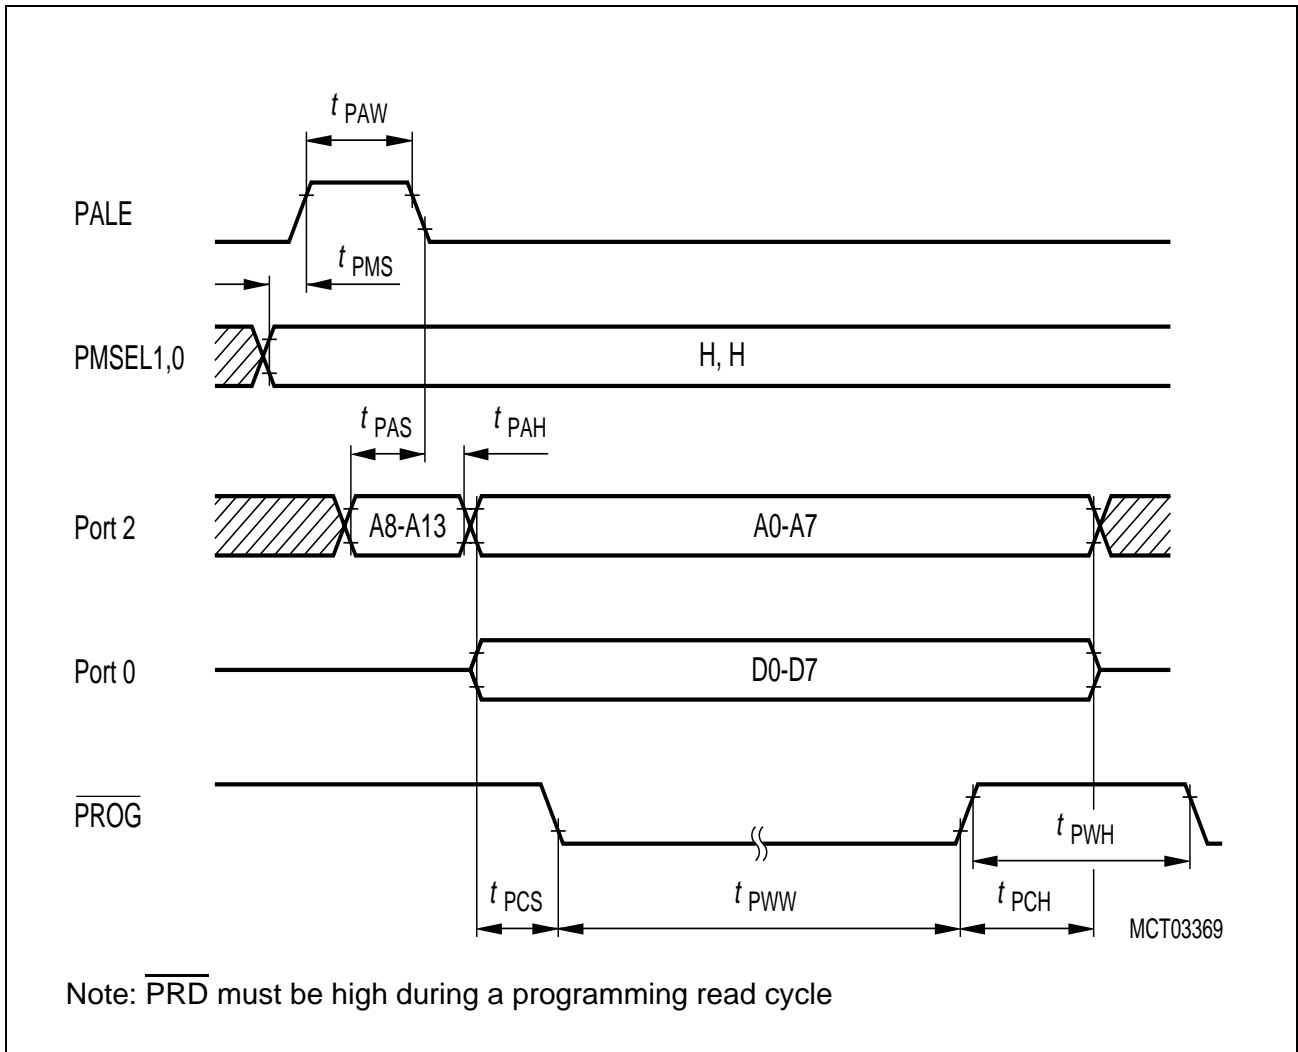 t PAW
PALE
t PMS
PMSEL1,0
H, H
t PAS
t PAH
Port 2
A8-A13
A0-A7
Port 0
D0-D7
PROG
t PWH
t PCS
t PWW
t PCH
MCT03369
Note: PRD must be high during a programming read cycle